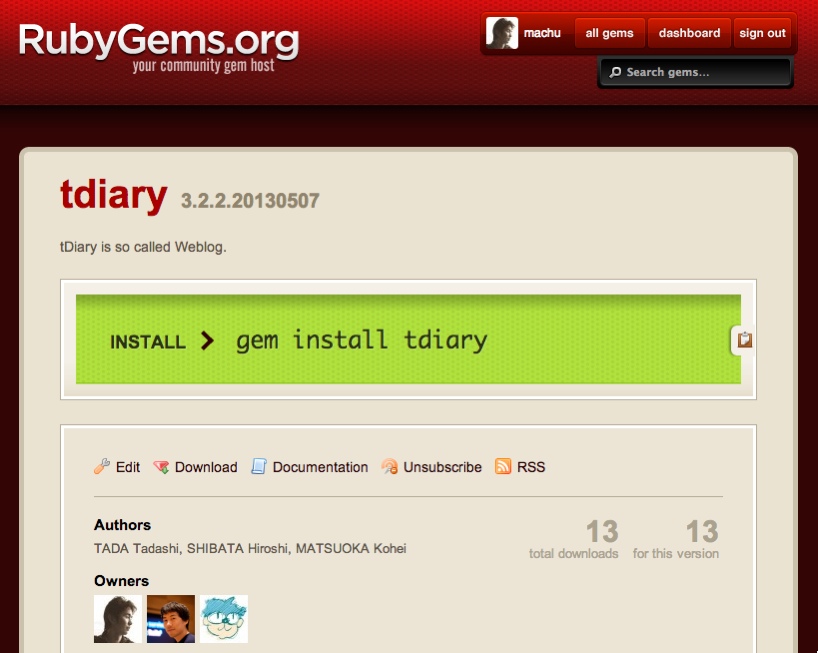 RubyGems.org
your community gem host
machu
all gems
dashboard
sign out
Search gems...
tdiary 3.2.2.20130507
tDiary is so called Weblog.
INSTALL gem install tdiary
Edit Download Documentation Unsubscribe RSS
Authors
TADA Tadashi, SHIBATA Hiroshi, MATSUOKA Kohei
13
total downloads
13
for this version
Owners